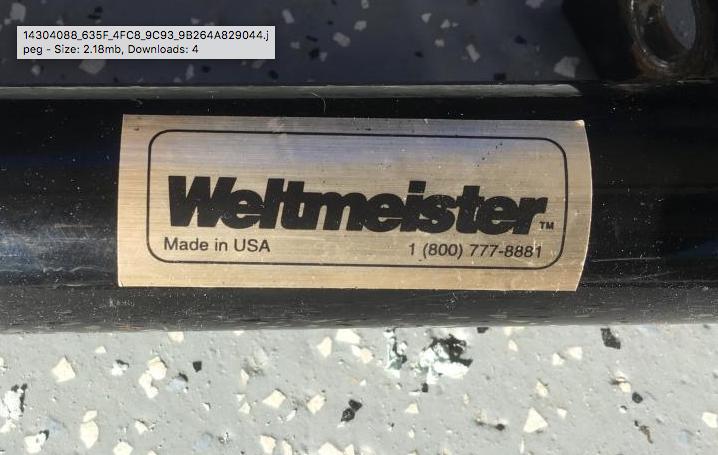 14304088_635F_4FC8_9C93_9B264A829044.j
peg - Size: 2.18mb, Downloads: 4
Weltmeister™
Made in USA 1 (800) 777-8881